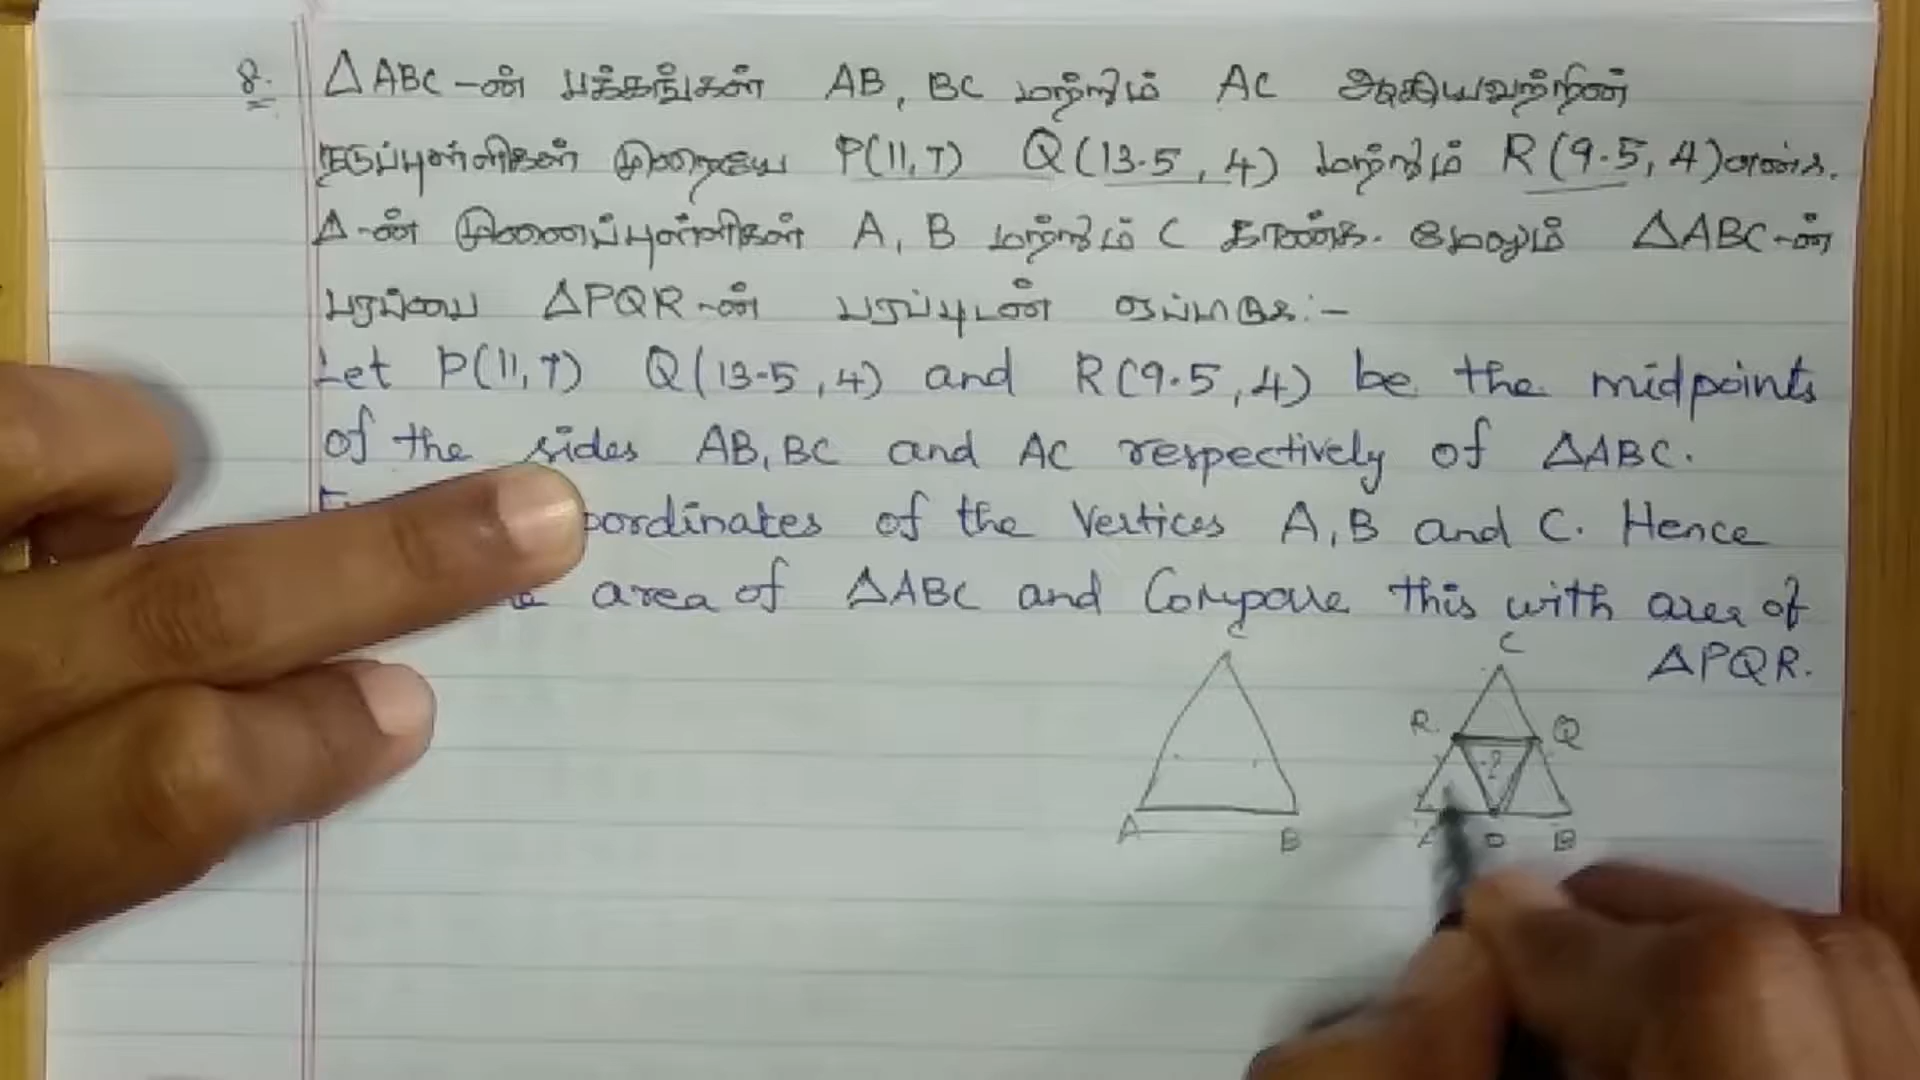 8. ΔABC-ன் பக்கங்கள் AB, BC மற்றும் AC ஆகியவற்றின்
நடுப்புள்ளிகள் முறையே P(11,7) Q(13.5, 4) மற்றும் R(9.5, 4) என்க.
Δ-ன் முனைப்புள்ளிகள் A, B மற்றும் C காண்க. மேலும் ΔABC-ன்
பரப்பை ΔPQR-ன் பரப்புடன் ஒப்பிடுக:-
Let P(11,7) Q(13.5, 4) and R(9.5, 4) be the midpoints
of the sides AB, BC and AC respectively of ΔABC.
oordinates of the Vertices A, B and C. Hence
area of ΔABC and Compare this with area of
ΔPQR.
C C
R Q
?
A B P B